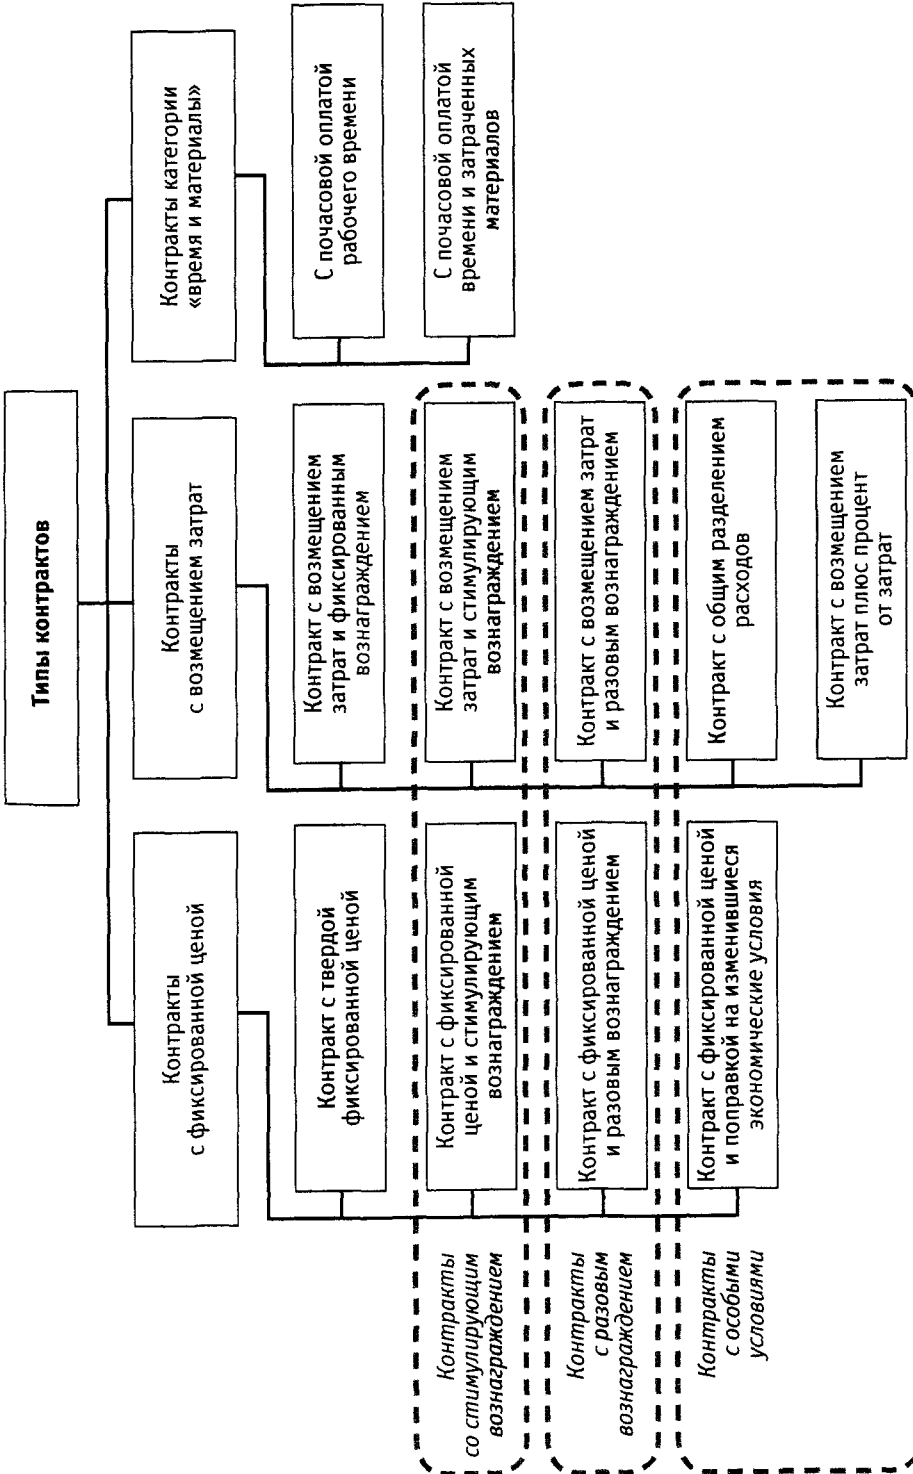 Типы контрактов
Контракты
с фиксированной ценой
Контракты
с возмещением затрат
Контракты категории
«время и материалы»
Контракт с твердой
фиксированной ценой
Контракт с возмещением
затрат и фиксированным
вознаграждением
С почасовой оплатой
рабочего времени
Контракты
со стимулирующим
вознаграждением
Контракт с фиксированной
ценой и стимулирующим
вознаграждением
Контракт с возмещением
затрат и стимулирующим
вознаграждением
С почасовой оплатой
времени и затраченных
материалов
Контракты
с разовым
вознаграждением
Контракт с фиксированной ценой
и разовым вознаграждением
Контракт с возмещением затрат
и разовым вознаграждением
Контракты
с особыми
условиями
Контракт с фиксированной ценой
и поправкой на изменившиеся
экономические условия
Контракт с общим разделением
расходов
Контракт с возмещением
затрат плюс процент
от затрат